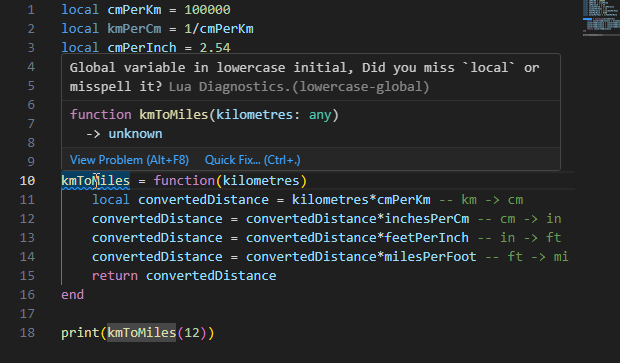 1 local cmPerKm = 100000
2 local kmPerCm = 1/cmPerKm
3 local cmPerInch = 2.54
4
Global variable in lowercase initial, Did you miss `local` or
5
misspell it? Lua Diagnostics.(lowercase-global)
6
function kmToMiles(kilometres: any)
7
-> unknown
8
View Problem (Alt+F8) Quick Fix... (Ctrl+.)
9
10 kmToMiles = function(kilometres)
11 local convertedDistance = kilometres*cmPerKm -- km -> cm
12 convertedDistance = convertedDistance*inchesPerCm -- cm -> in
13 convertedDistance = convertedDistance*feetPerInch -- in -> ft
14 convertedDistance = convertedDistance*milesPerFoot -- ft -> mi
15 return convertedDistance
16 end
17
18 print(kmToMiles(12))